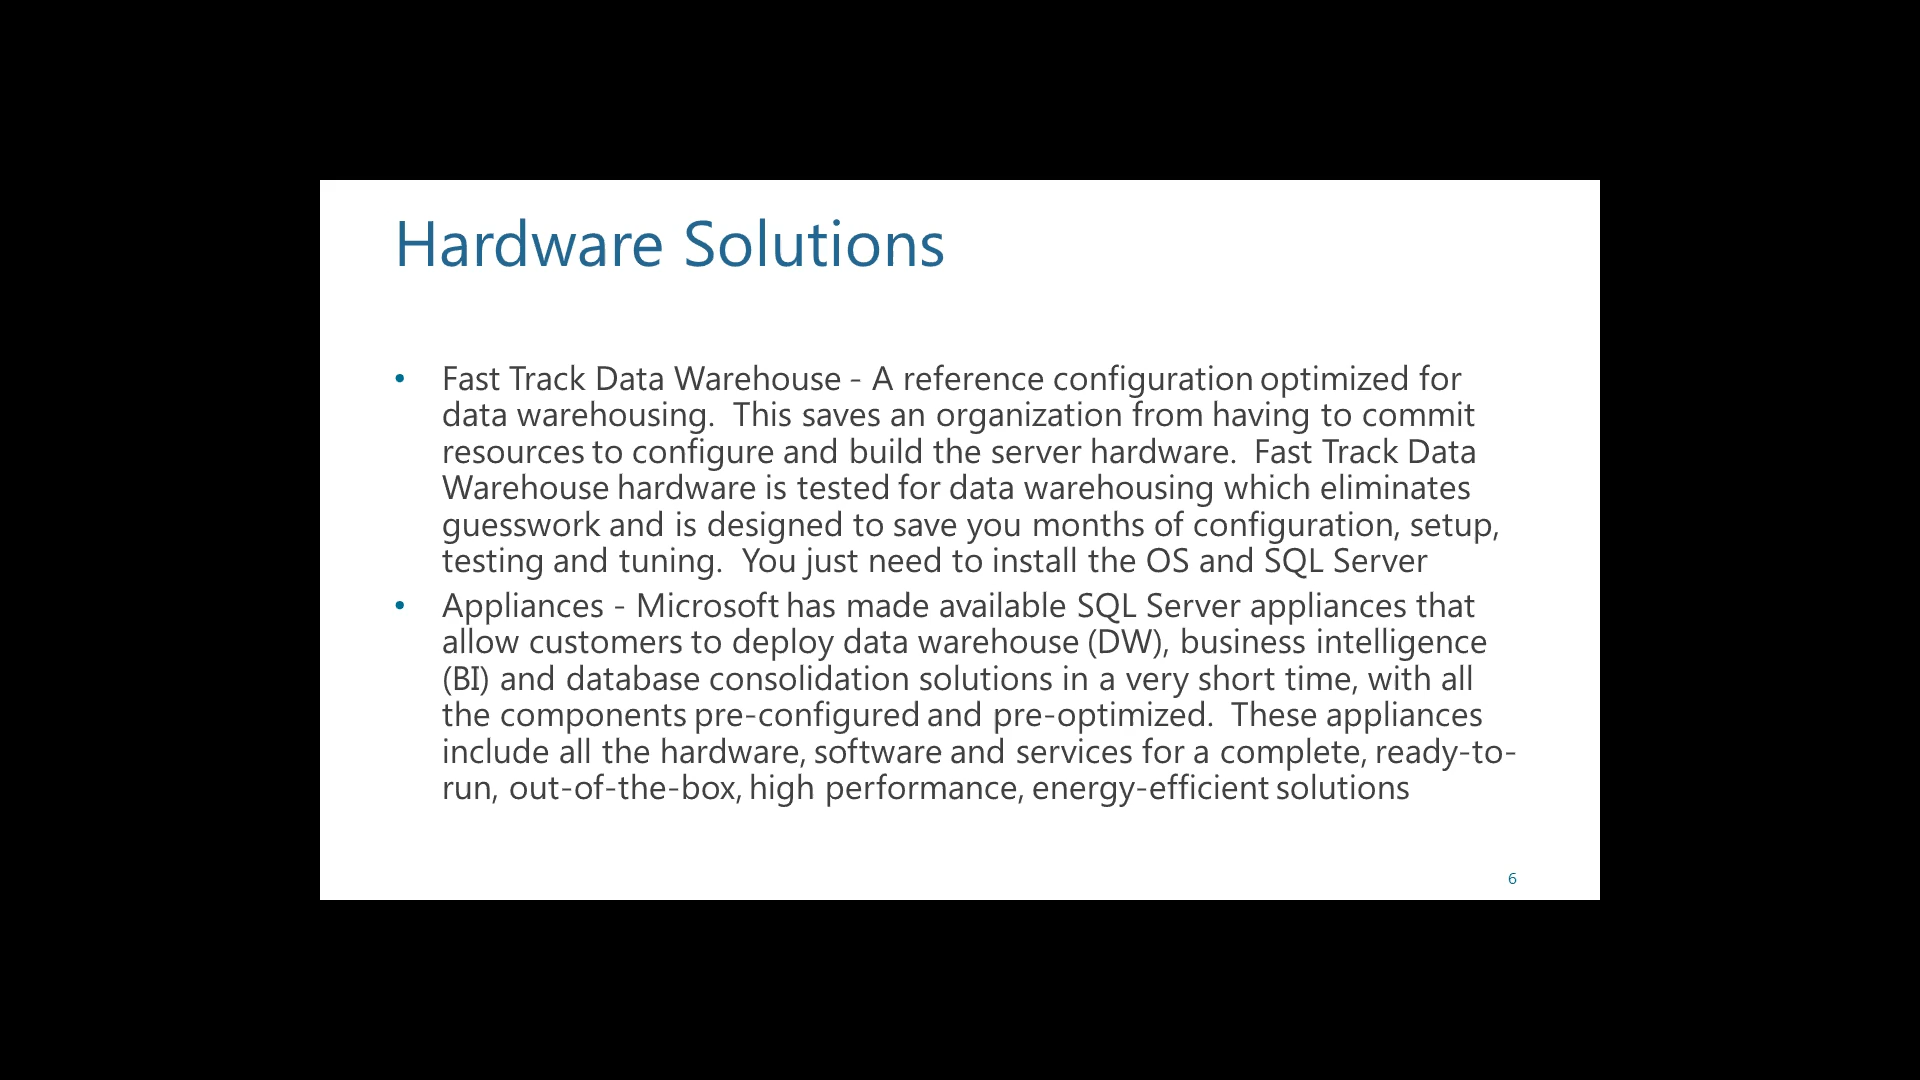 Hardware Solutions
• Fast Track Data Warehouse - A reference configuration optimized for
data warehousing.  This saves an organization from having to commit
resources to configure and build the server hardware.  Fast Track Data
Warehouse hardware is tested for data warehousing which eliminates
guesswork and is designed to save you months of configuration, setup,
testing and tuning.  You just need to install the OS and SQL Server
• Appliances - Microsoft has made available SQL Server appliances that
allow customers to deploy data warehouse (DW), business intelligence
(BI) and database consolidation solutions in a very short time, with all
the components pre-configured and pre-optimized.  These appliances
include all the hardware, software and services for a complete, ready-to-
run, out-of-the-box, high performance, energy-efficient solutions
6